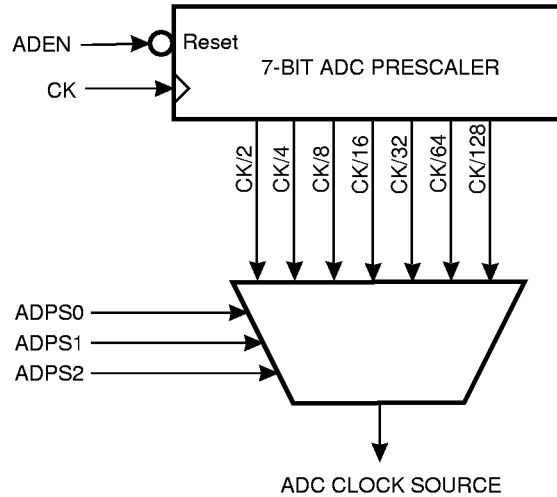 ADEN
Reset
7-BIT ADC PRESCALER
CK
CK/2
CK/4
CK/8
CK/16
CK/32
CK/64
CK/128
ADPS0
ADPS1
ADPS2
ADC CLOCK SOURCE